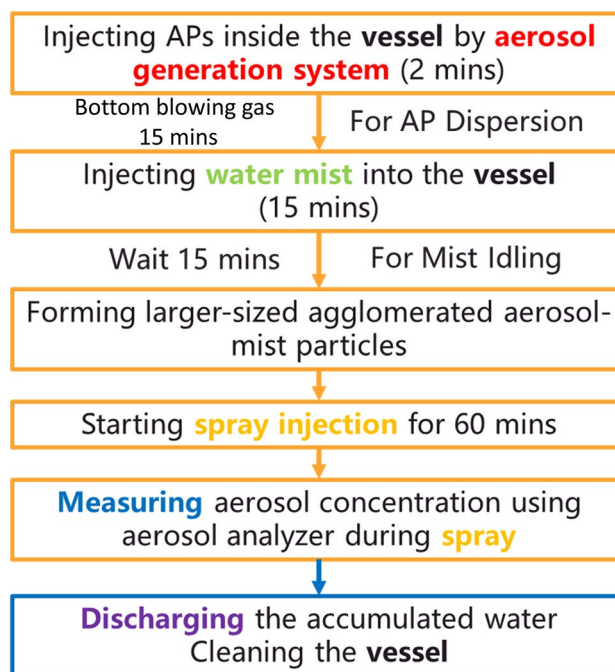 Injecting APs inside the vessel by aerosol
generation system (2 mins)
Bottom blowing gas
15 mins
For AP Dispersion
Injecting water mist into the vessel
(15 mins)
Wait 15 mins
For Mist Idling
Forming larger-sized agglomerated aerosol-
mist particles
Starting spray injection for 60 mins
Measuring aerosol concentration using
aerosol analyzer during spray
Discharging the accumulated water
Cleaning the vessel